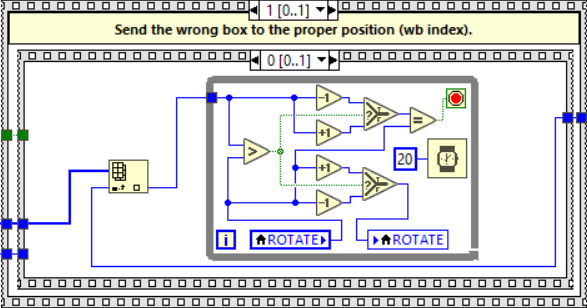 1 [0..1]
Send the wrong box to the proper position (wb index).
0 [0..1]
-1
T
?
F
=
+1
>
20
+1
T
?
F
-1
i
ROTATE
ROTATE